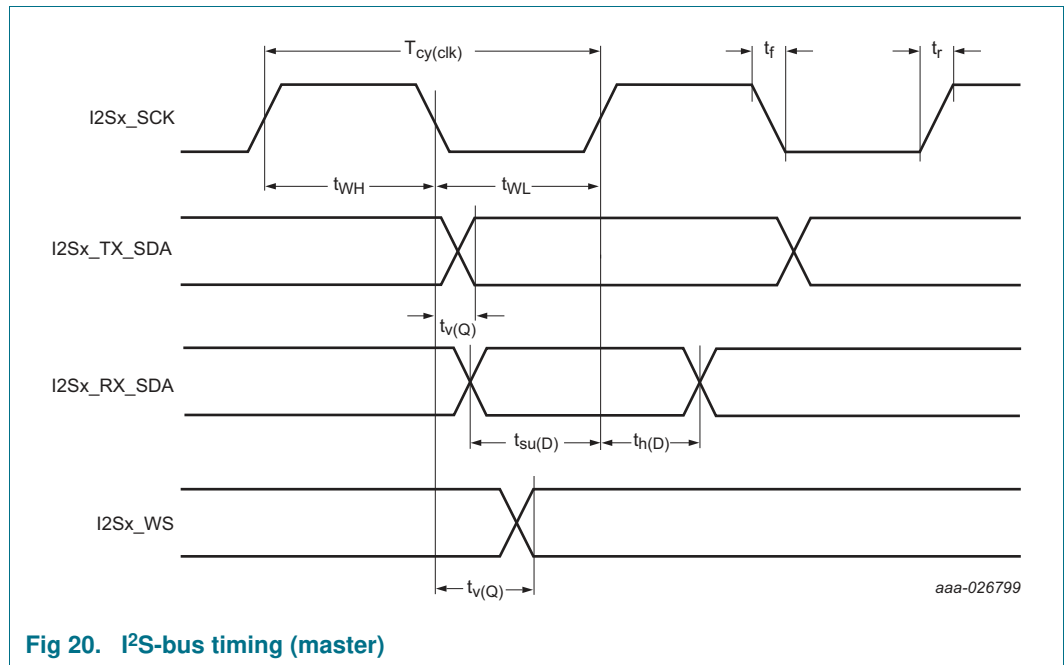 Tcy(clk)
tf
tr
I2Sx_SCK
tWH
tWL
I2Sx_TX_SDA
tv(Q)
I2Sx_RX_SDA
tsu(D)
th(D)
I2Sx_WS
tv(Q)
aaa-026799
Fig 20. I²S-bus timing (master)